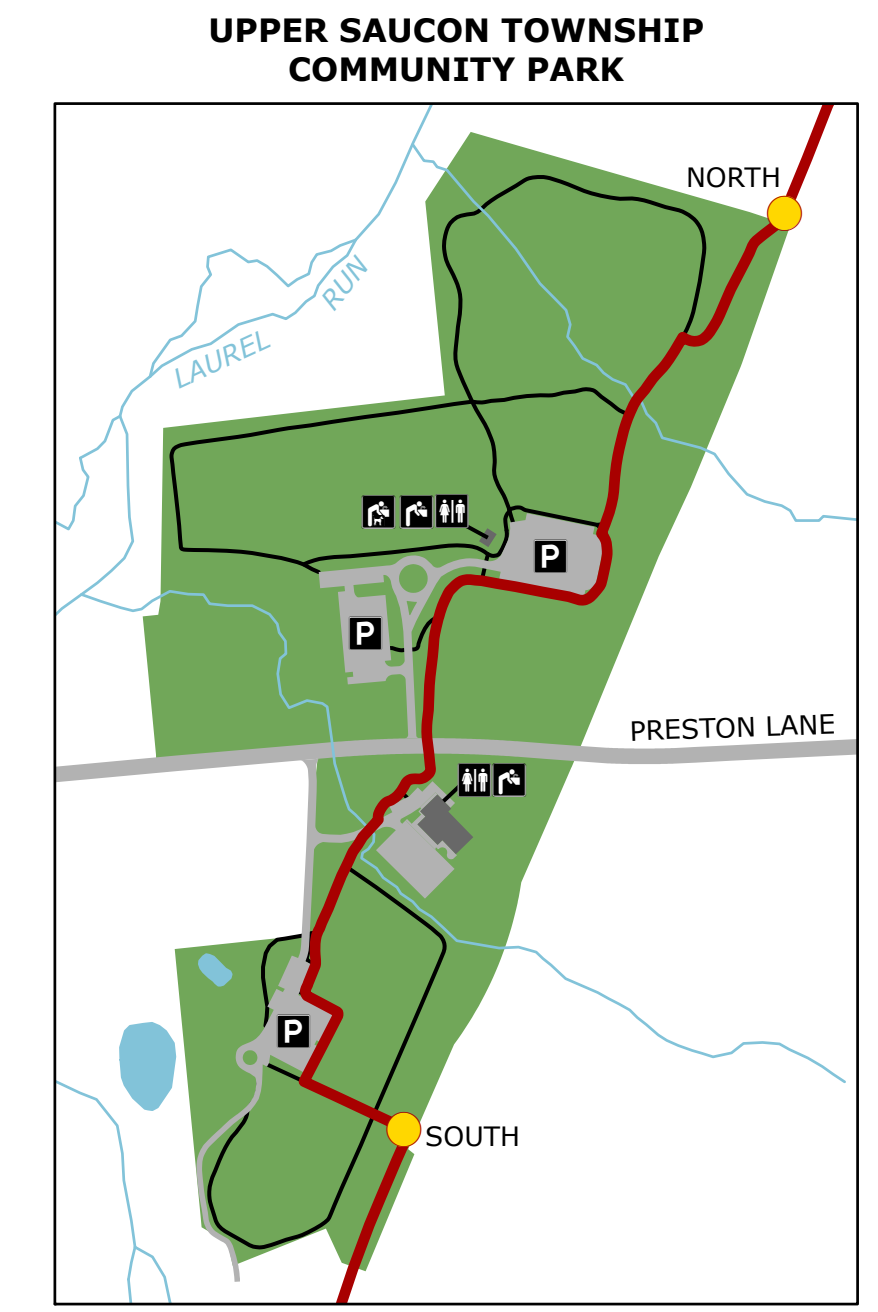 UPPER SAUCON TOWNSHIP
COMMUNITY PARK
NORTH
LAUREL RUN
P
P
PRESTON LANE
P
SOUTH